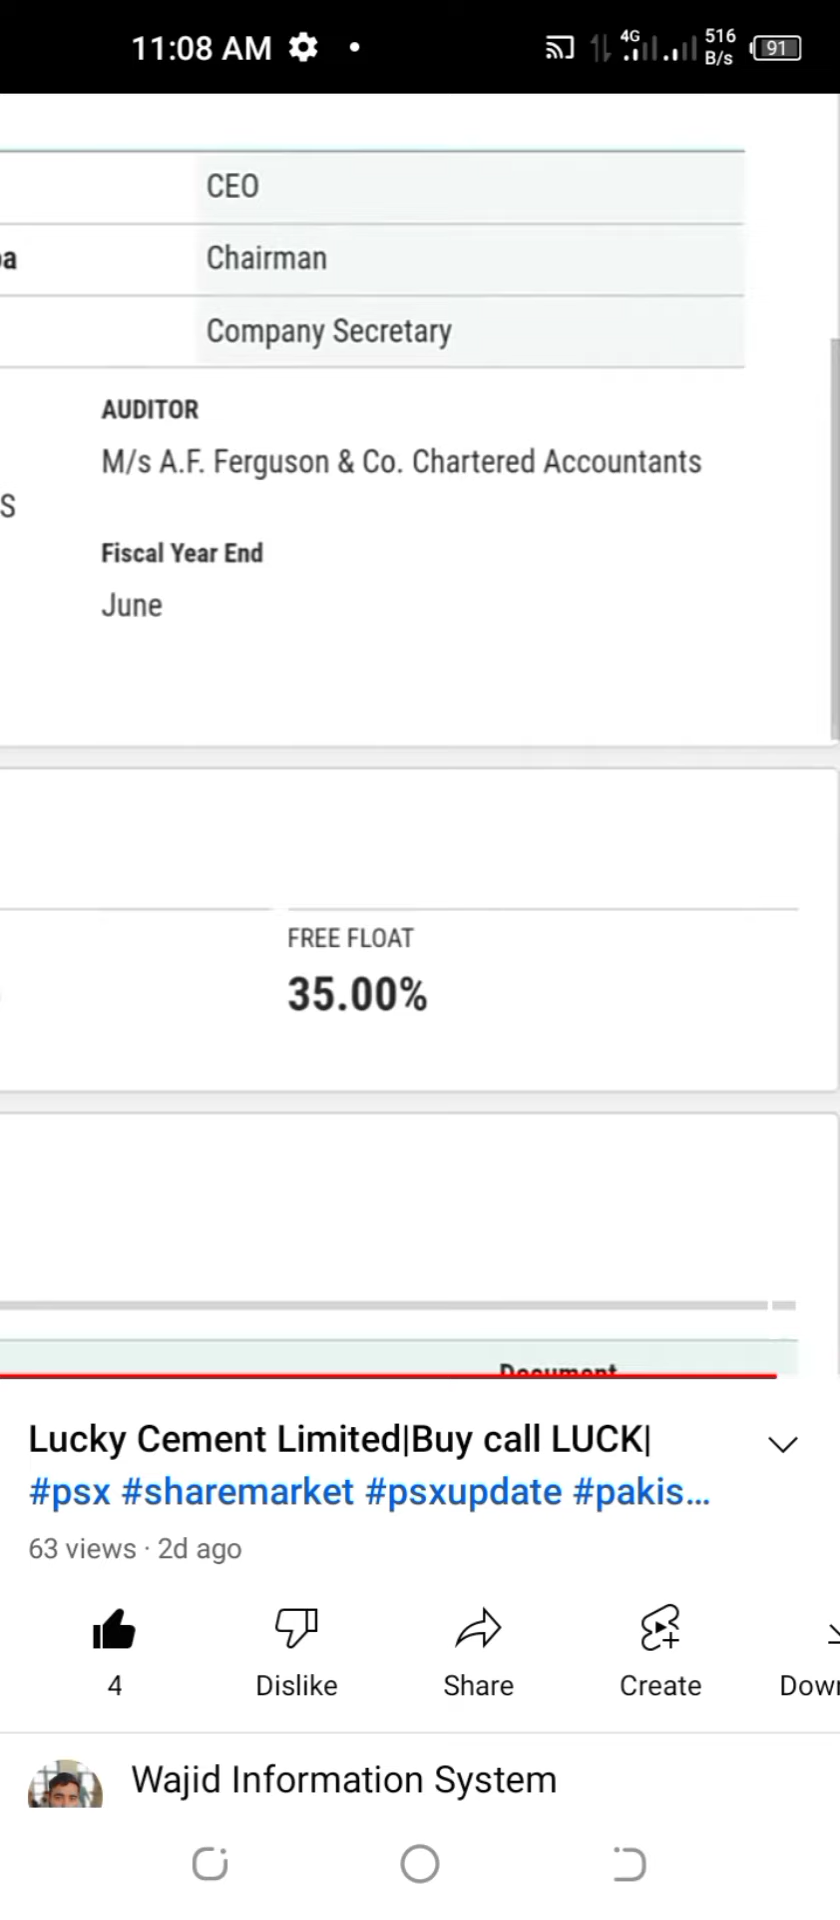 11:08 AM
4G
516
B/s
91
CEO
Chairman
Company Secretary
AUDITOR
M/s A.F. Ferguson & Co. Chartered Accountants
S
Fiscal Year End
June
FREE FLOAT
35.00%
Document
Lucky Cement Limited|Buy call LUCK|
#psx #sharemarket #psxupdate #pakis...
63 views · 2d ago
4
Dislike
Share
Create
Down
Wajid Information System